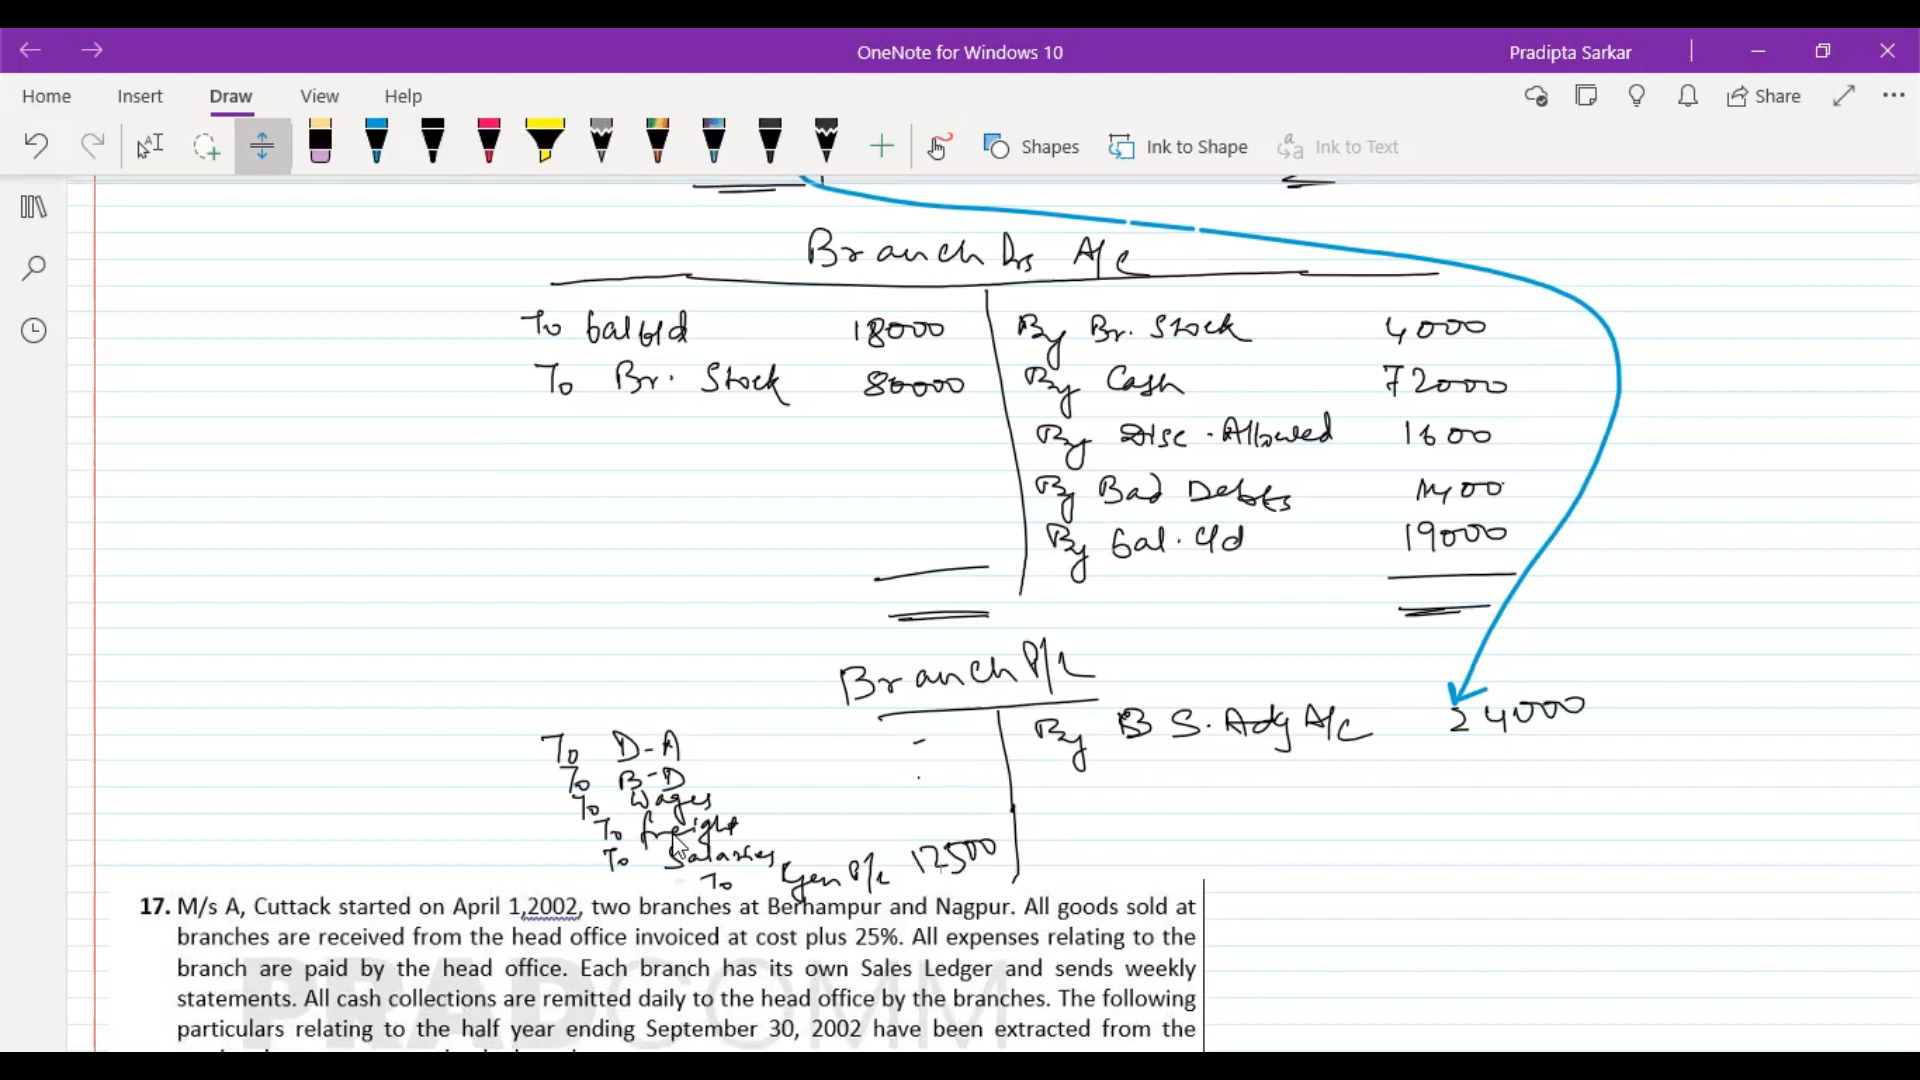 OneNote for Windows 10
Pradipta Sarkar
Home Insert Draw View Help
Share
Shapes Ink to Shape Ink to Text
Branch Drs A/c
To bal b/d 18000 By Br. Stock 4000
To Br. Stock 80000 By Cash 72000
By Disc. Allowed 1600
By Bad Debts 1400
By bal. c/d 19000
Branch P/L
To D-A - By B S. Adj A/c 24000
To B-D
To Wages
To freight
To Salaries
To Gen P/L 12500
17. M/s A, Cuttack started on April 1,2002, two branches at Berhampur and Nagpur. All goods sold at
branches are received from the head office invoiced at cost plus 25%. All expenses relating to the
branch are paid by the head office. Each branch has its own Sales Ledger and sends weekly
statements. All cash collections are remitted daily to the head office by the branches. The following
particulars relating to the half year ending September 30, 2002 have been extracted from the
PRADCOMM